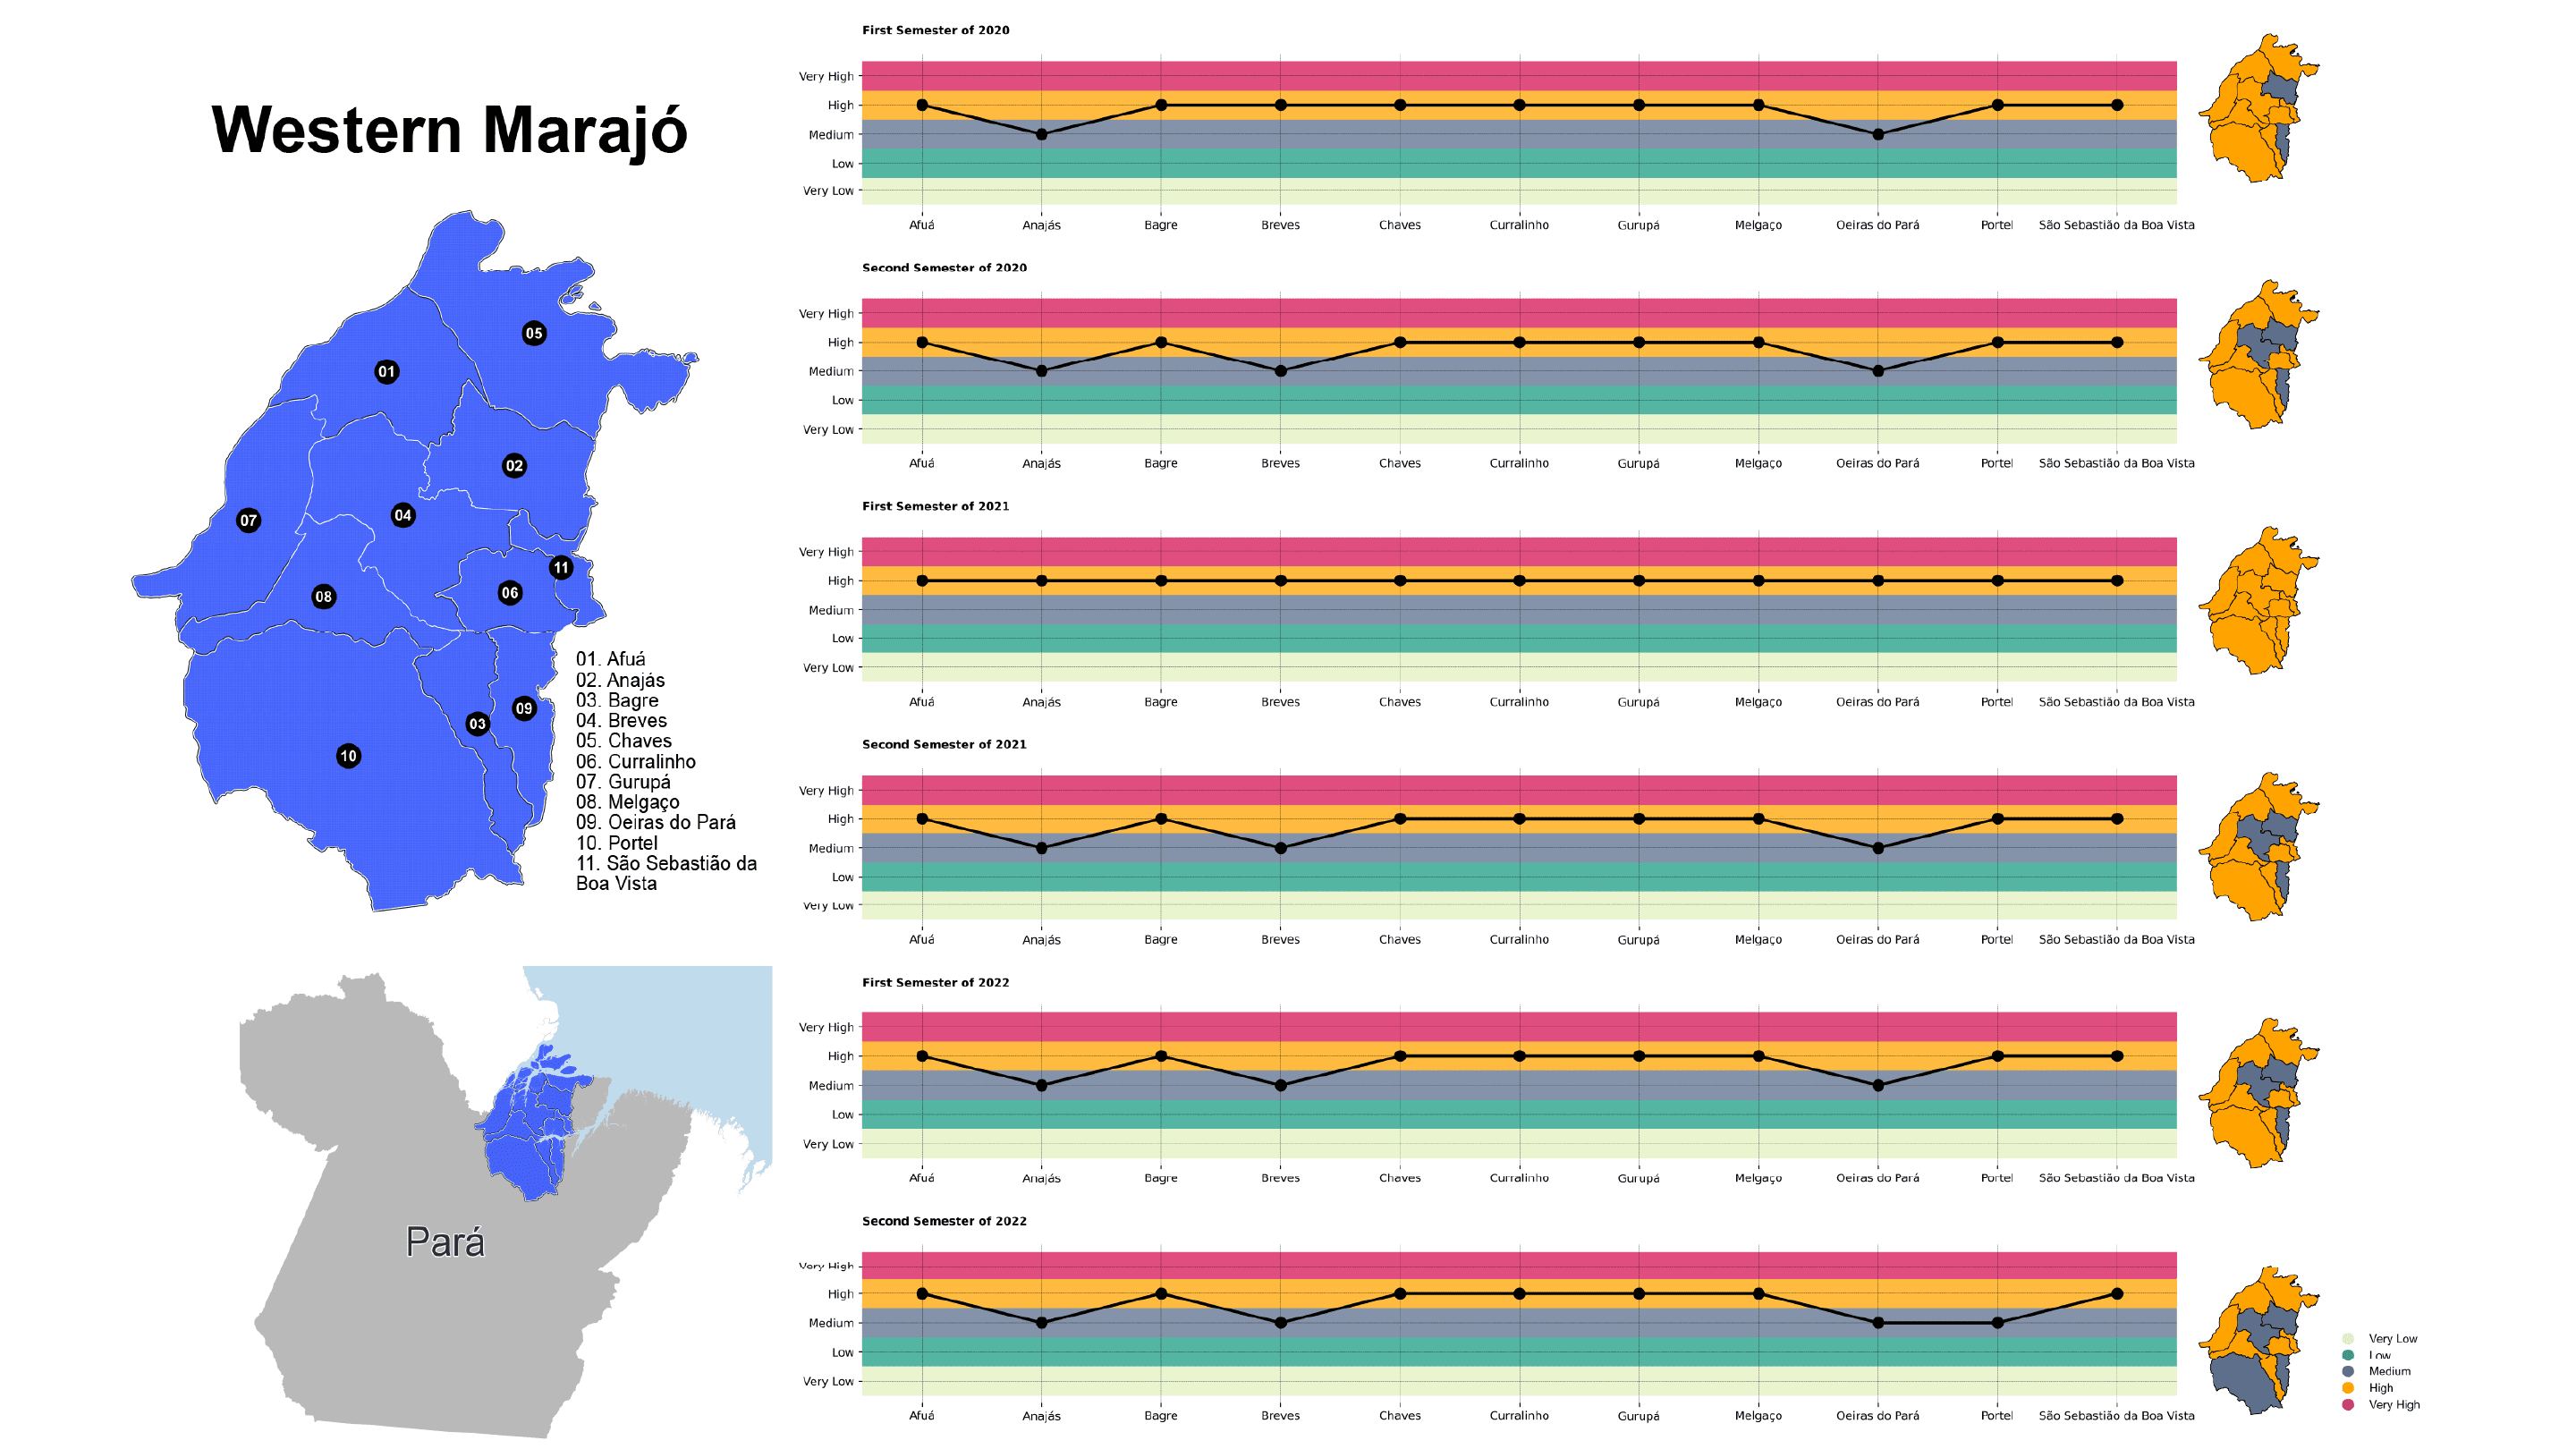 Western Marajó
05
01
02
07
04
11
06
08
09
03
10
01. Afuá
02. Anajás
03. Bagre
04. Breves
05. Chaves
06. Curralinho
07. Gurupá
08. Melgaço
09. Oeiras do Pará
10. Portel
11. São Sebastião da
Boa Vista
Pará
First Semester of 2020
Very High
High
Medium
Low
Very Low
Afuá Anajás Bagre Breves Chaves Curralinho Gurupá Melgaço Oeiras do Pará Portel São Sebastião da Boa Vista
Second Semester of 2020
Very High
High
Medium
Low
Very Low
Afuá Anajás Bagre Breves Chaves Curralinho Gurupá Melgaço Oeiras do Pará Portel São Sebastião da Boa Vista
First Semester of 2021
Very High
High
Medium
Low
Very Low
Afuá Anajás Bagre Breves Chaves Curralinho Gurupá Melgaço Oeiras do Pará Portel São Sebastião da Boa Vista
Second Semester of 2021
Very High
High
Medium
Low
Very Low
Afuá Anajás Bagre Breves Chaves Curralinho Gurupá Melgaço Oeiras do Pará Portel São Sebastião da Boa Vista
First Semester of 2022
Very High
High
Medium
Low
Very Low
Afuá Anajás Bagre Breves Chaves Curralinho Gurupá Melgaço Oeiras do Pará Portel São Sebastião da Boa Vista
Second Semester of 2022
Very High
High
Medium
Low
Very Low
Afuá Anajás Bagre Breves Chaves Curralinho Gurupá Melgaço Oeiras do Pará Portel São Sebastião da Boa Vista
Very Low
Low
Medium
High
Very High